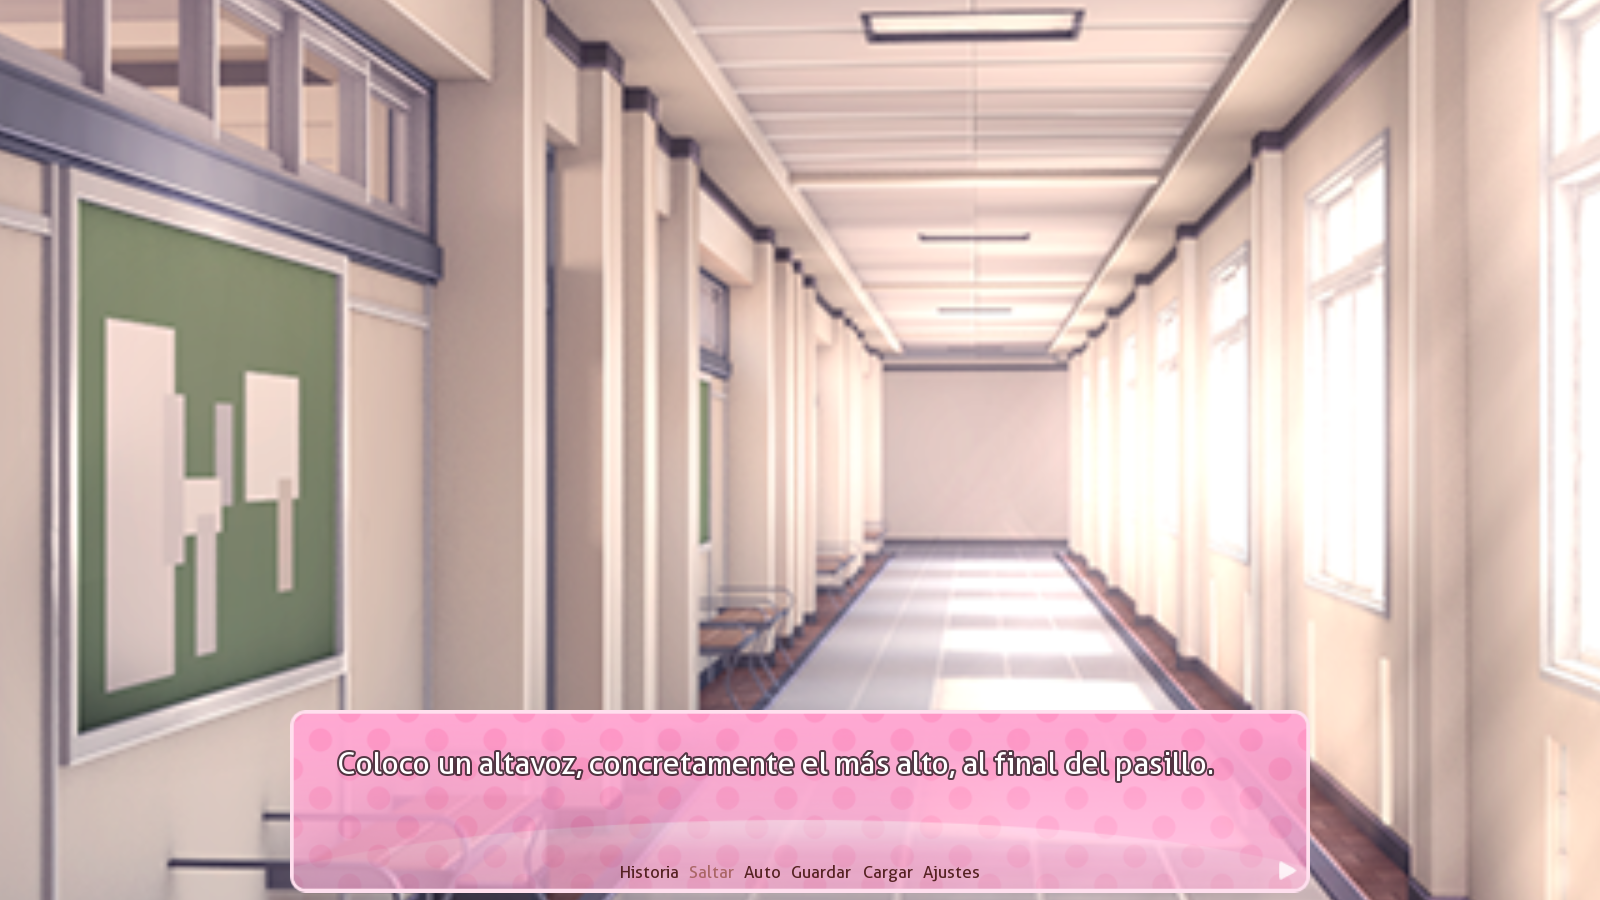 Coloco un altavoz, concretamente el más alto, al final del pasillo.
Historia Saltar Auto Guardar Cargar Ajustes